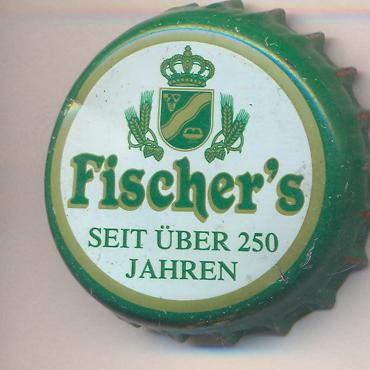 Fischer's
SEIT ÜBER 250
JAHREN